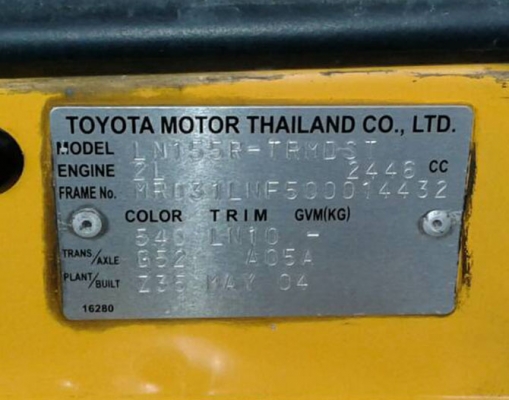 TOYOTA MOTOR THAILAND CO., LTD.
MODEL LN155R-TRMDST
ENGINE 2L 2446 CC
FRAME No. MR031LNF500014432
COLOR TRIM GVM(KG)
540 LN10 -
TRANS/AXLE G52 A05A
PLANT/BUILT Z35 MAY 04
16280